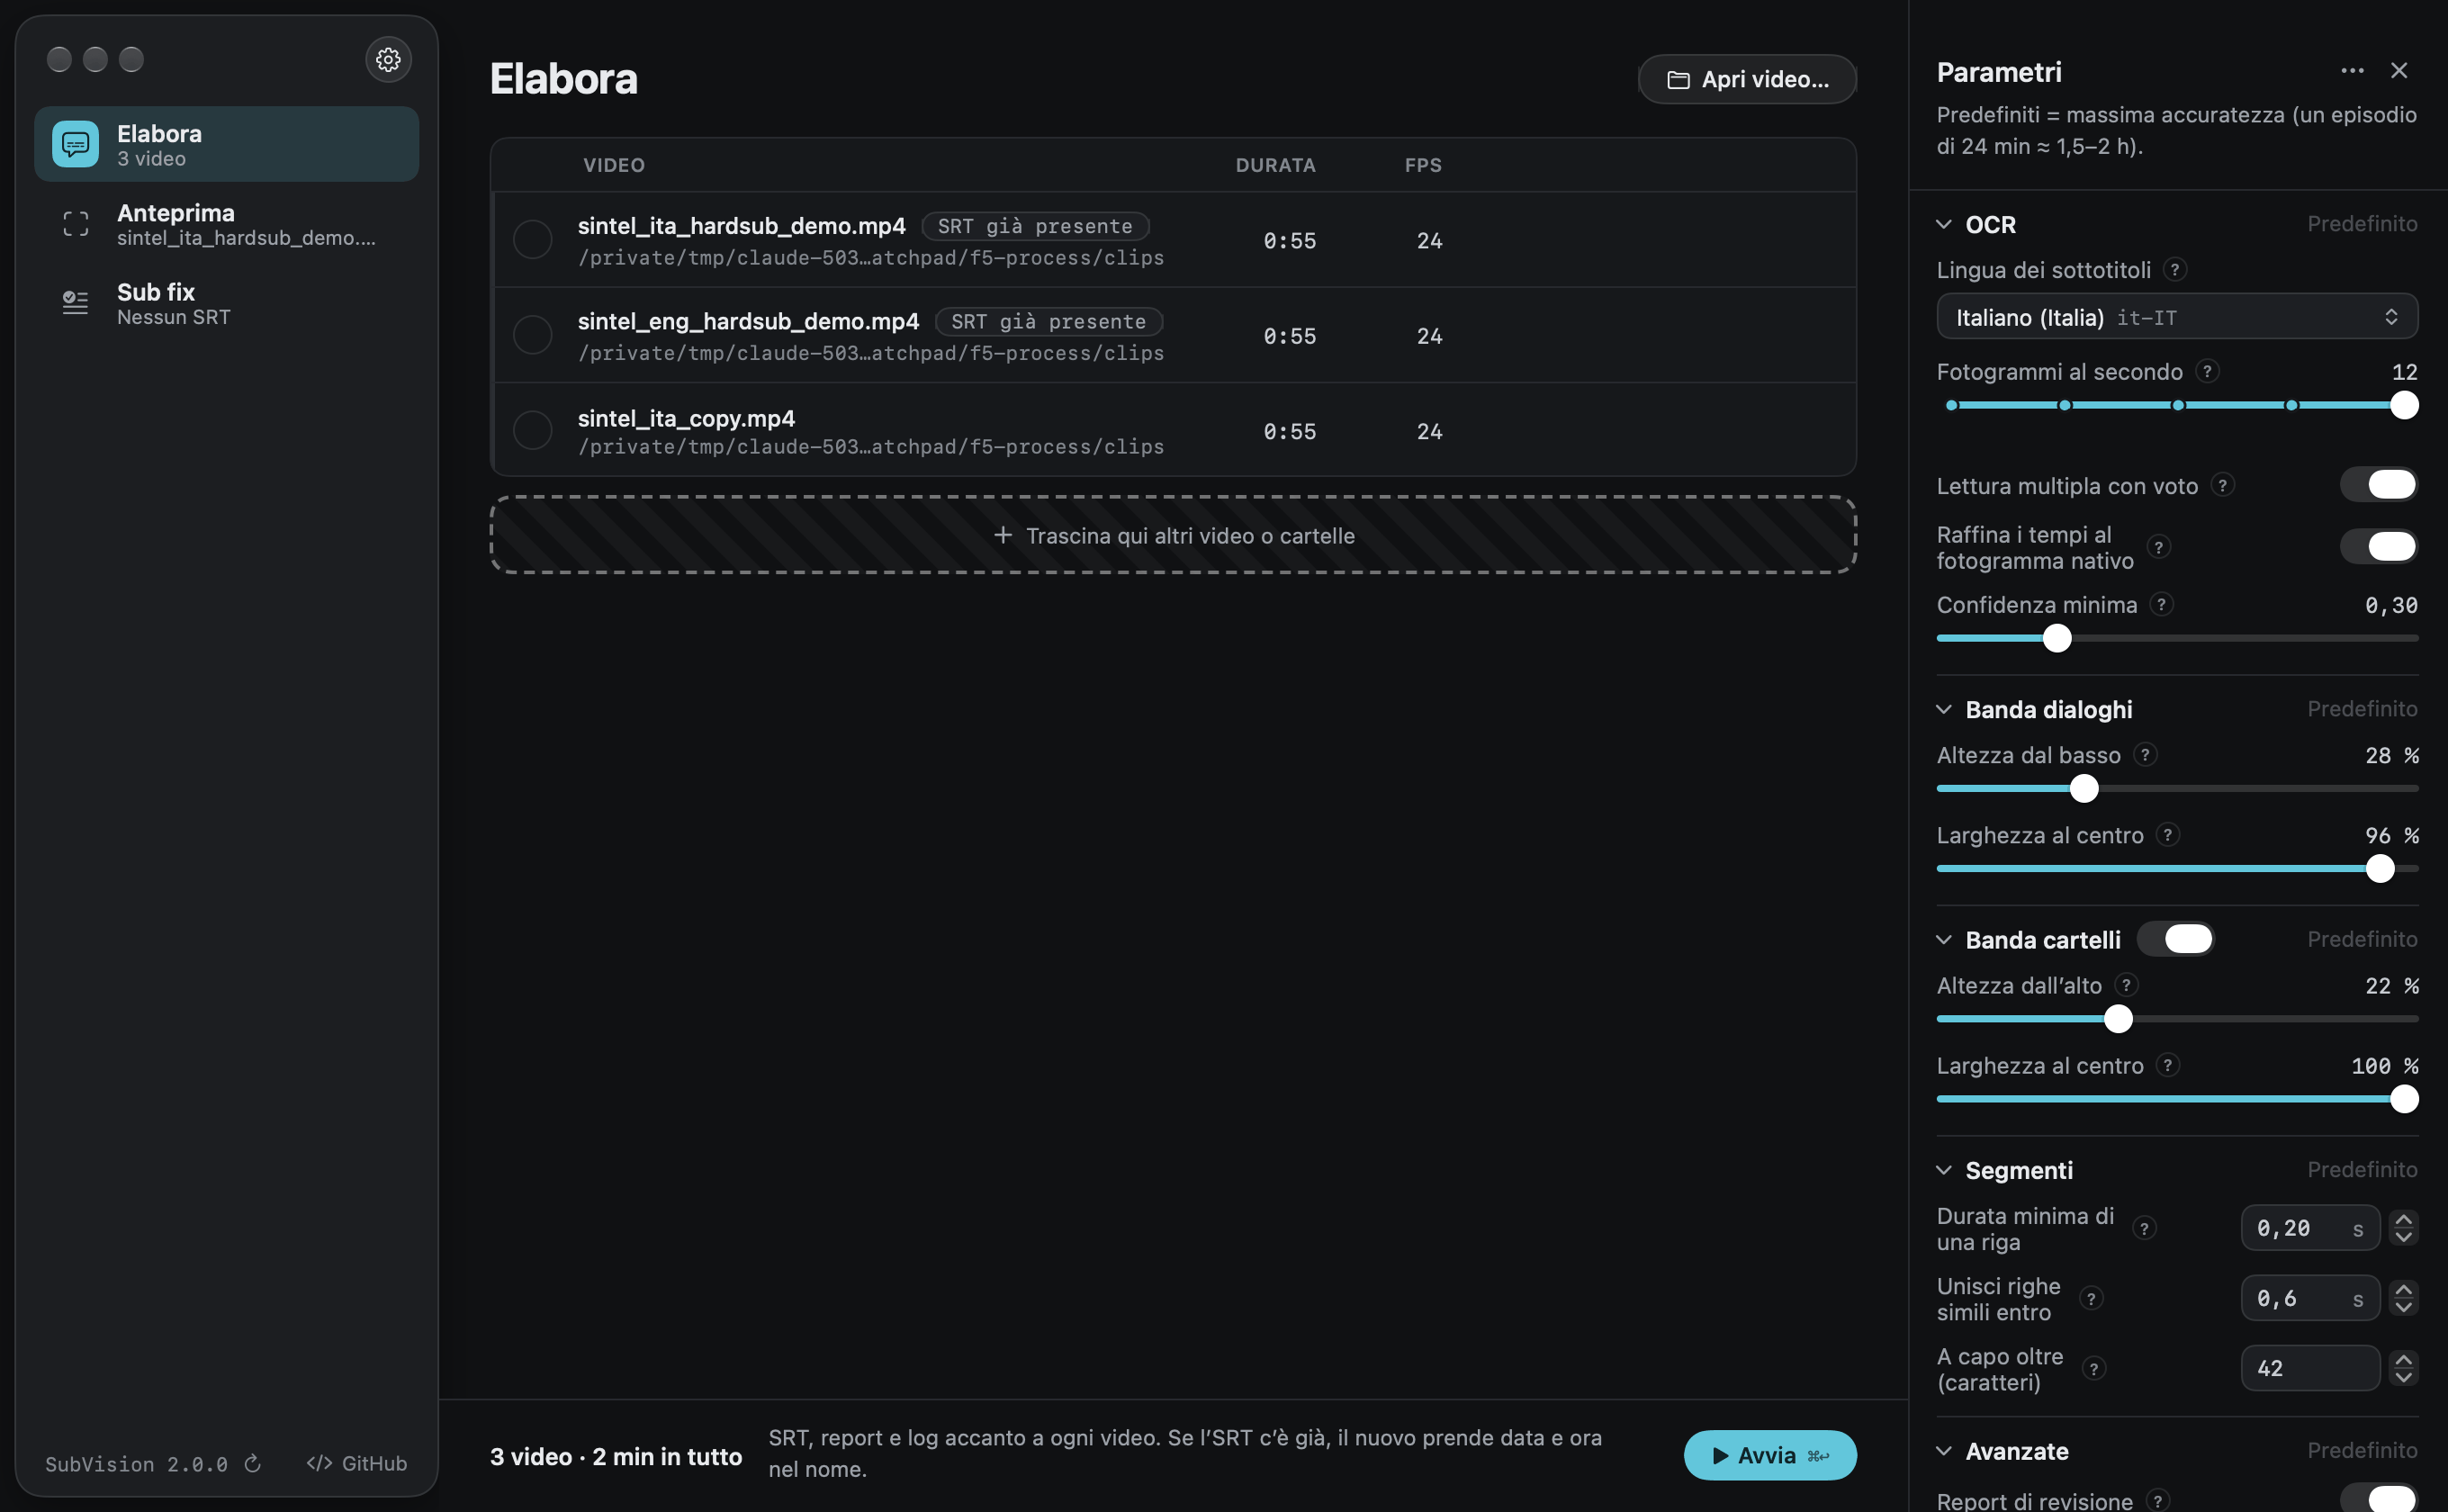 Elabora
3 video
Anteprima
sintel_ita_hardsub_demo....
Sub fix
Nessun SRT
SubVision 2.0.0
</> GitHub
Elabora
Apri video...
VIDEO DURATA FPS
sintel_ita_hardsub_demo.mp4 SRT già presente
/private/tmp/claude-503…atchpad/f5-process/clips
0:55 24
sintel_eng_hardsub_demo.mp4 SRT già presente
/private/tmp/claude-503…atchpad/f5-process/clips
0:55 24
sintel_ita_copy.mp4
/private/tmp/claude-503…atchpad/f5-process/clips
0:55 24
+ Trascina qui altri video o cartelle
3 video · 2 min in tutto
SRT, report e log accanto a ogni video. Se l’SRT c’è già, il nuovo prende data e ora
nel nome.
Avvia ⌘↩
Parametri
Predefiniti = massima accuratezza (un episodio
di 24 min ≈ 1,5–2 h).
OCR Predefinito
Lingua dei sottotitoli ?
Italiano (Italia) it-IT
Fotogrammi al secondo ? 12
Lettura multipla con voto ?
Raffina i tempi al
fotogramma nativo ?
Confidenza minima ? 0,30
Banda dialoghi Predefinito
Altezza dal basso ? 28 %
Larghezza al centro ? 96 %
Banda cartelli Predefinito
Altezza dall’alto ? 22 %
Larghezza al centro ? 100 %
Segmenti Predefinito
Durata minima di
una riga ? 0,20 s
Unisci righe
simili entro ? 0,6 s
A capo oltre
(caratteri) ? 42
Avanzate Predefinito
Report di revisione ?